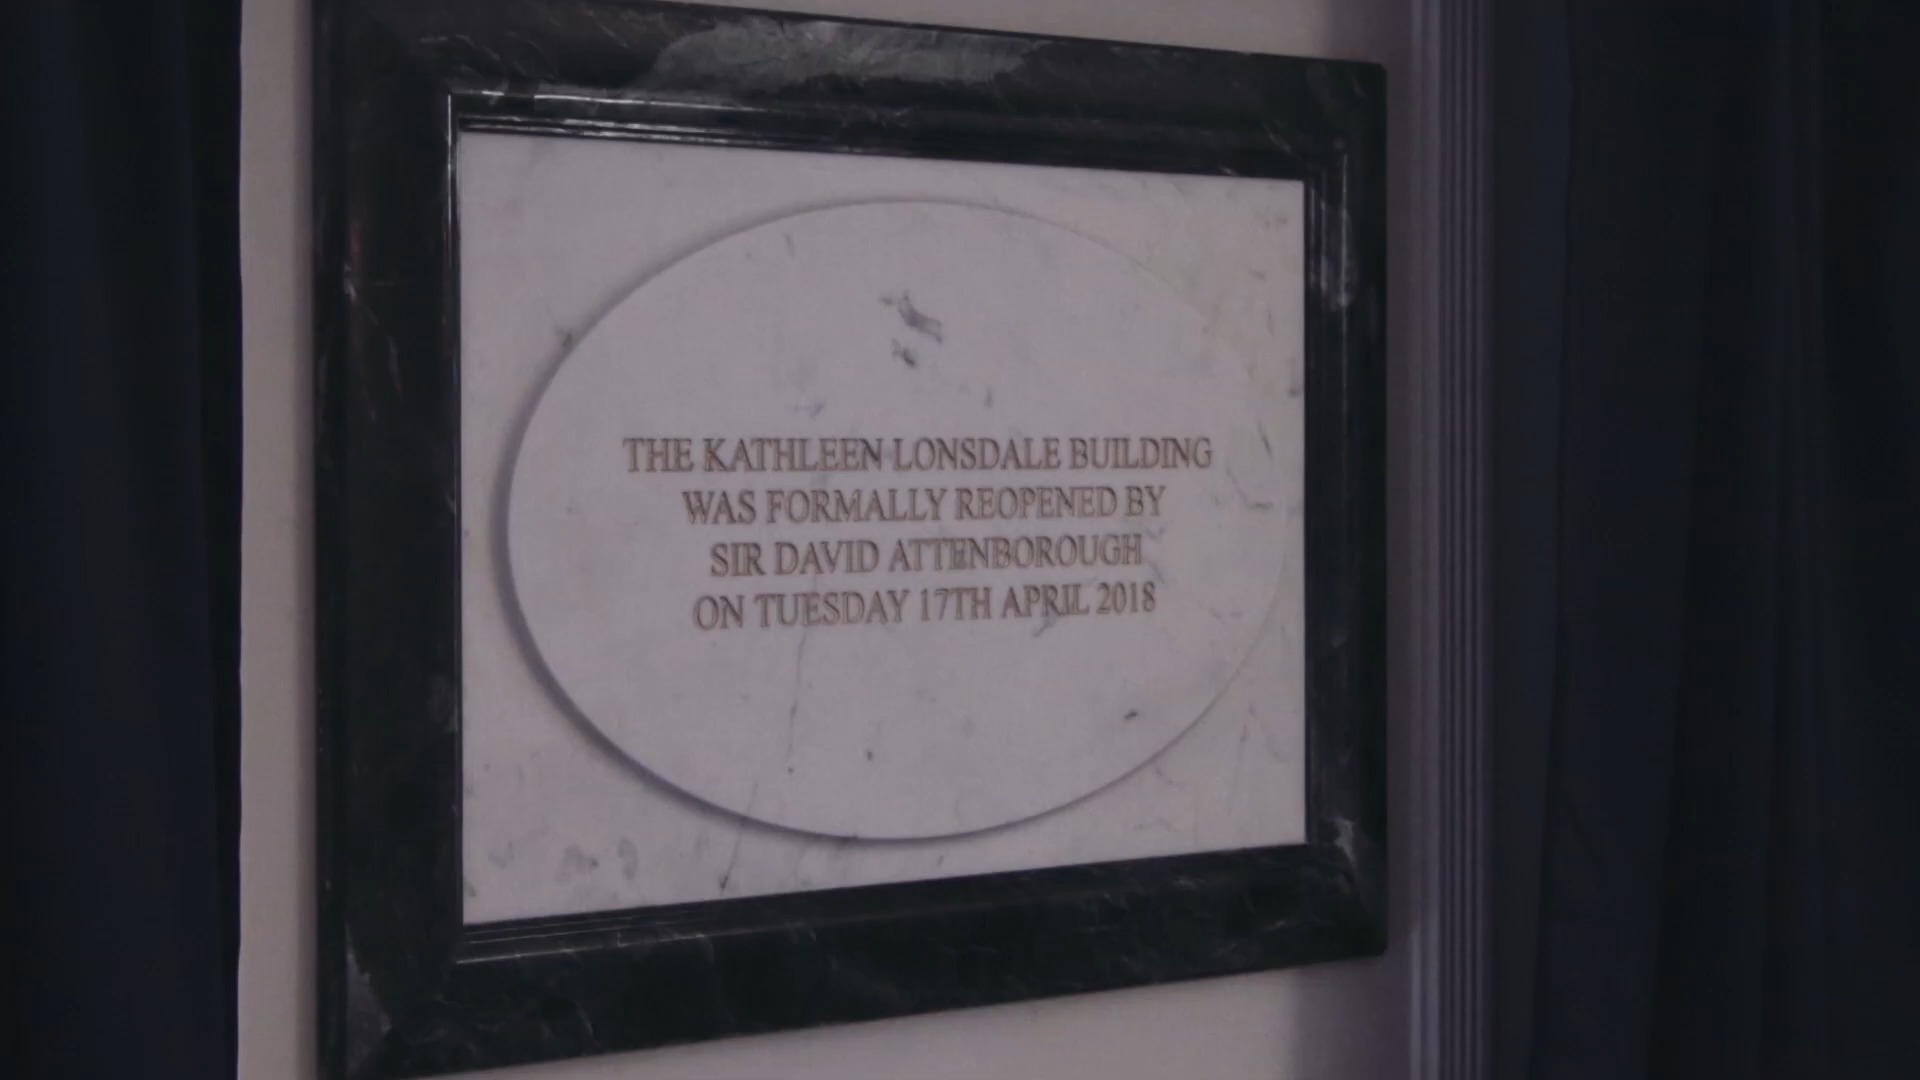 THE KATHLEEN LONSDALE BUILDING
WAS FORMALLY REOPENED BY
SIR DAVID ATTENBOROUGH
ON TUESDAY 17TH APRIL 2018